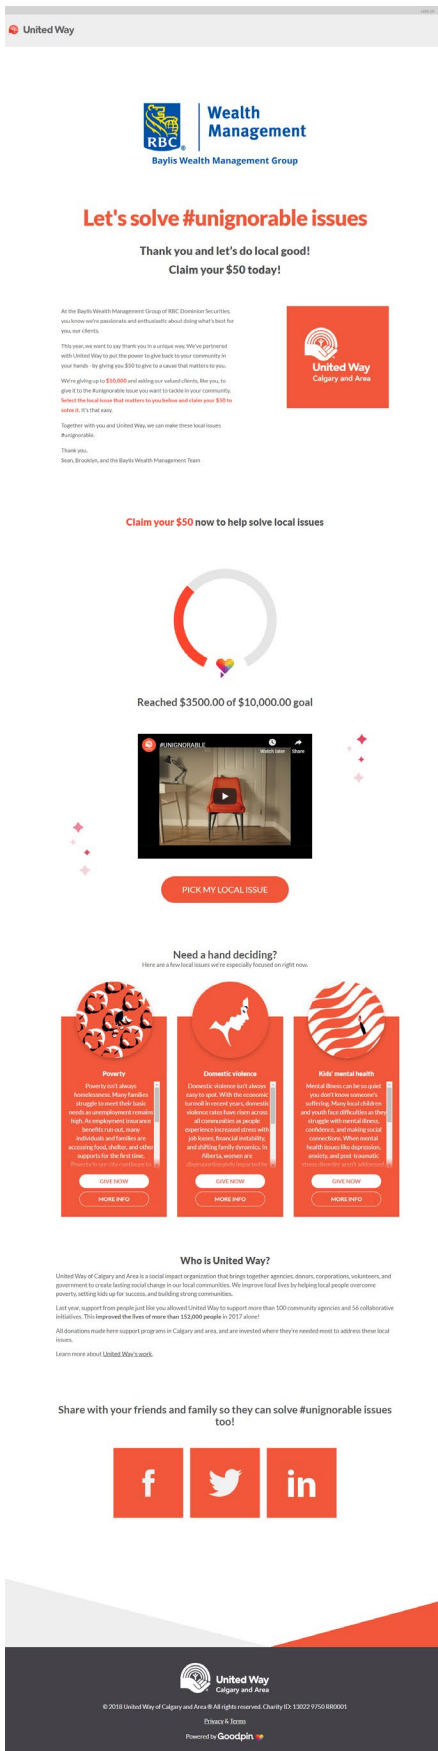 United Way
RBC
Wealth
Management
Baylis Wealth Management Group
Let's solve #unignorable issues
Thank you and let's do local good!
Claim your $50 today!
At the Baylis Wealth Management Group of RBC Dominion Securities,
you know we're passionate and enthusiastic about doing what's best for
you, our clients.
This year, we want to say thank you in a unique way. We've partnered
with United Way to put the power to give back to your community in
your hands - by giving you $50 to give to a cause that matters to you.
We're giving up to $10,000 and asking our valued clients, like you, to
give it to the #unignorable issue you want to tackle in your community.
Select the local issue that matters to you below and claim your $50 to
solve it. It's that easy.
Together with you and United Way, we can make these local issues
#unignorable.
Thank you,
Sean, Brooklyn, and the Baylis Wealth Management Team
United Way
Calgary and Area
Claim your $50 now to help solve local issues
Reached $3500.00 of $10,000.00 goal
#UNIGNORABLE
Watch later
Share
PICK MY LOCAL ISSUE
Need a hand deciding?
Here are a few local issues we're especially focused on right now.
Poverty
Poverty isn't always
homelessness. Many families
struggle to meet their basic
needs as unemployment remains
high. As employment insurance
benefits run out, many
individuals and families are
accessing food, shelter, and other
supports for the first time.
Poverty in our city continues to
GIVE NOW
MORE INFO
Domestic violence
Domestic violence isn't always
easy to spot. With the economic
turmoil in recent years, domestic
violence rates have risen across
all communities as people
experience increased stress with
job losses, financial instability,
and shifting family dynamics. In
Alberta, women are
disproportionately impacted by
GIVE NOW
MORE INFO
Kids' mental health
Mental illness can be so quiet
you don't know someone's
suffering. Many local children
and youth face difficulties as they
struggle with mental illness,
confidence, and making social
connections. When mental
health issues like depression,
anxiety, and post-traumatic
stress disorder aren't addressed,
GIVE NOW
MORE INFO
Who is United Way?
United Way of Calgary and Area is a social impact organization that brings together agencies, donors, corporations, volunteers, and
government to create lasting social change in our local communities. We improve local lives by helping local people overcome
poverty, setting kids up for success, and building strong communities.
Last year, support from people just like you allowed United Way to support more than 100 community agencies and 56 collaborative
initiatives. This improved the lives of more than 152,000 people in 2017 alone!
All donations made here support programs in Calgary and area, and are invested where they're needed most to address these local
issues.
Learn more about United Way's work.
Share with your friends and family so they can solve #unignorable issues
too!
f
in
United Way
Calgary and Area
© 2018 United Way of Calgary and Area ® All rights reserved. Charity ID: 13022 9750 RR0001
Privacy & Terms
Powered by Goodpin